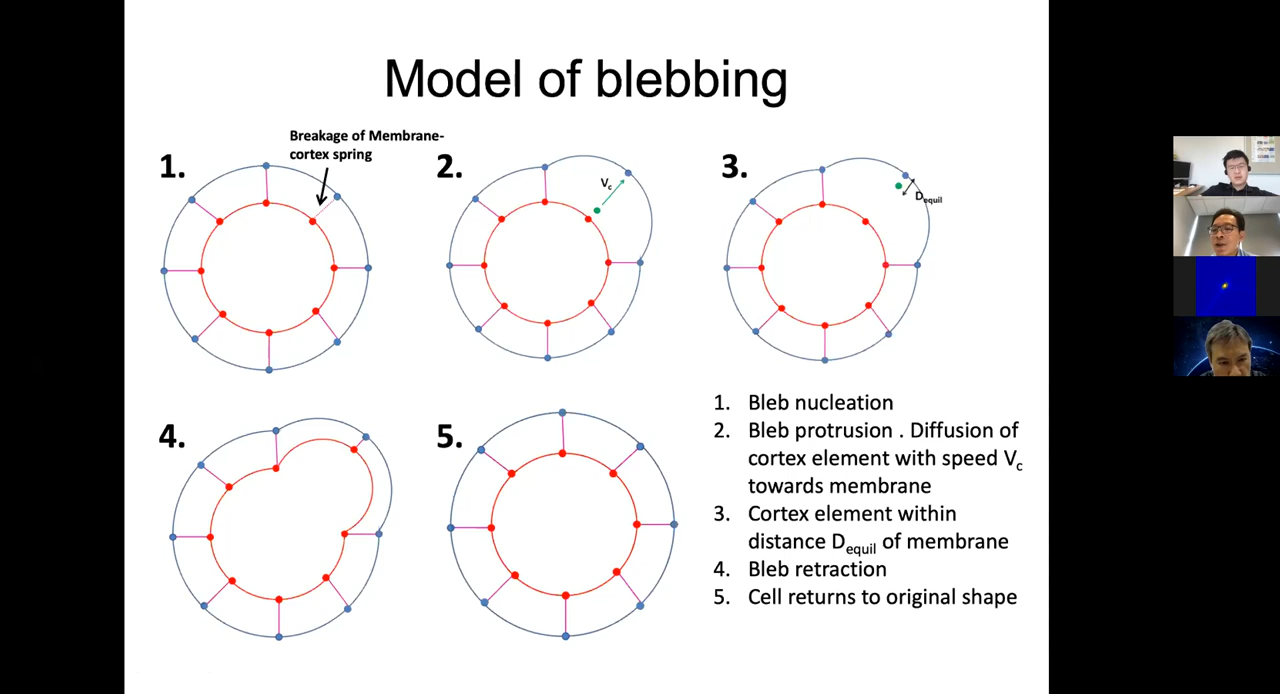 Model of blebbing
Breakage of Membrane-
cortex spring
1.
2.
3.
Vc
Dequil
4.
5.
1. Bleb nucleation
2. Bleb protrusion . Diffusion of
cortex element with speed Vc
towards membrane
3. Cortex element within
distance Dequil of membrane
4. Bleb retraction
5. Cell returns to original shape